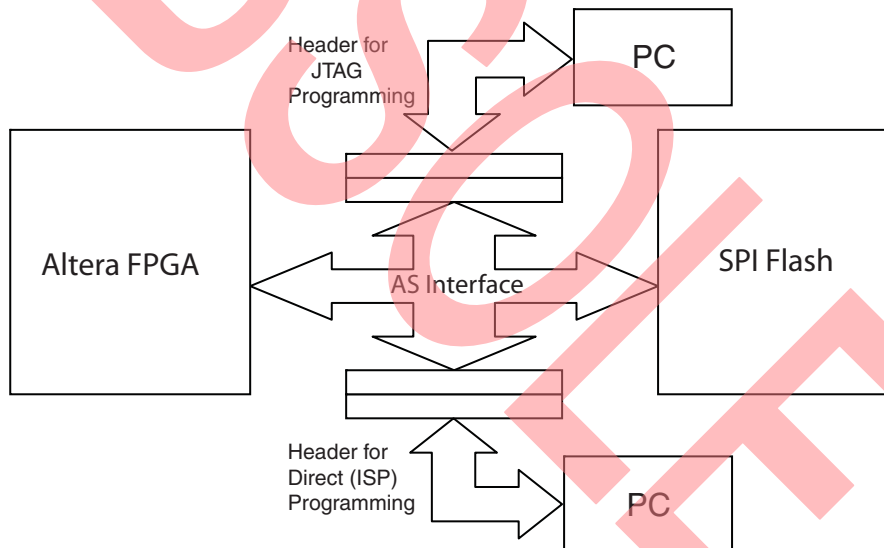 Header for
JTAG
Programming
PC
Altera FPGA
AS Interface
SPI Flash
Header for
Direct (ISP)
Programming
PC